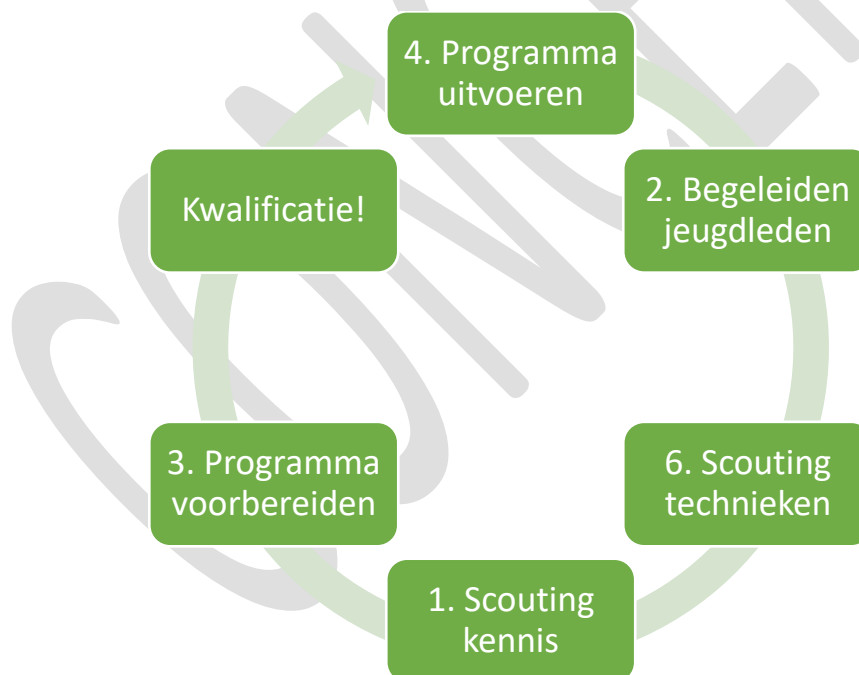 4. Programma
uitvoeren
Kwalificatie!
2. Begeleiden
jeugdleden
3. Programma
voorbereiden
6. Scouting
technieken
1. Scouting
kennis